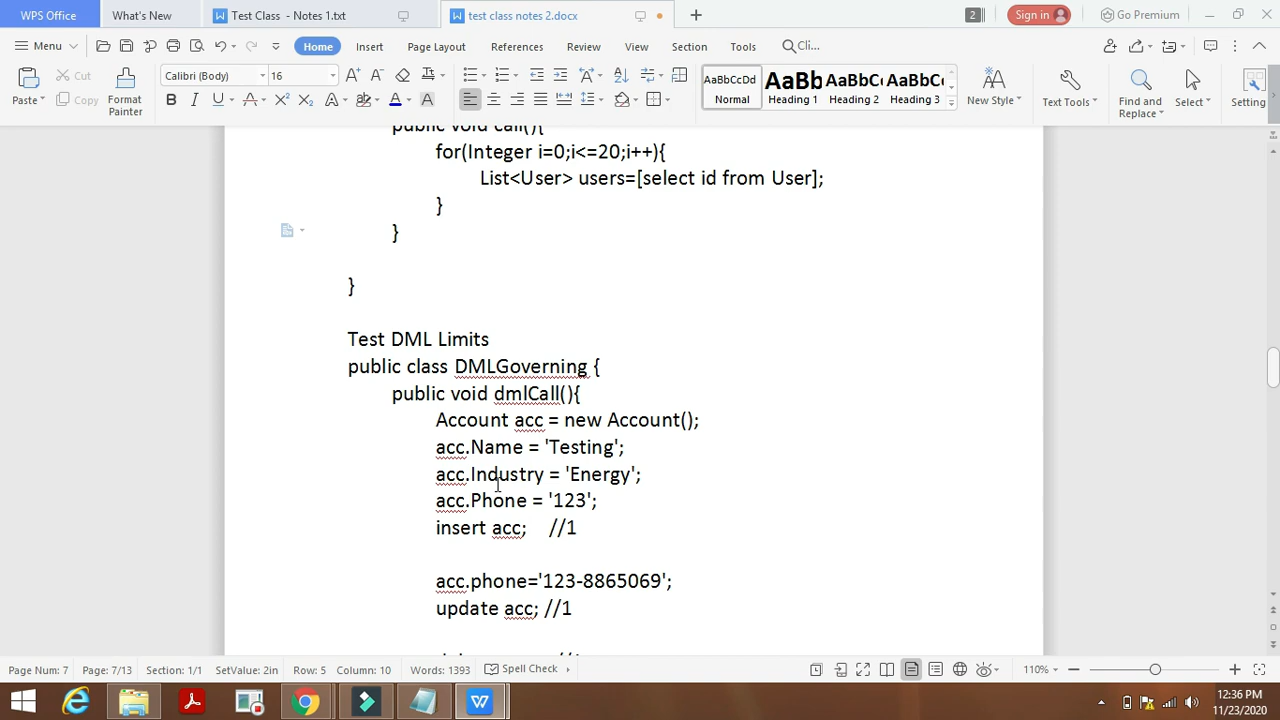 WPS Office
What's New
Test Class - Notes 1.txt
test class notes 2.docx
2
Sign in
Go Premium
Menu
Home
Insert
Page Layout
References
Review
View
Section
Tools
Cli...
Paste
Cut
Copy
Format Painter
Calibri (Body)
16
AaBbCcDd
Normal
AaBb
Heading 1
AaBbC
Heading 2
AaBbC
Heading 3
New Style
Text Tools
Find and Replace
Select
Setting
public void call(){
for(Integer i=0;i<=20;i++){
List<User> users=[select id from User];
}
}
}
Test DML Limits
public class DMLGoverning {
public void dmlCall(){
Account acc = new Account();
acc.Name = 'Testing';
acc.Industry = 'Energy';
acc.Phone = '123';
insert acc; //1
acc.phone='123-8865069';
update acc; //1
Page Num: 7
Page: 7/13
Section: 1/1
SetValue: 2in
Row: 5
Column: 10
Words: 1393
Spell Check
110%
12:36 PM
11/23/2020